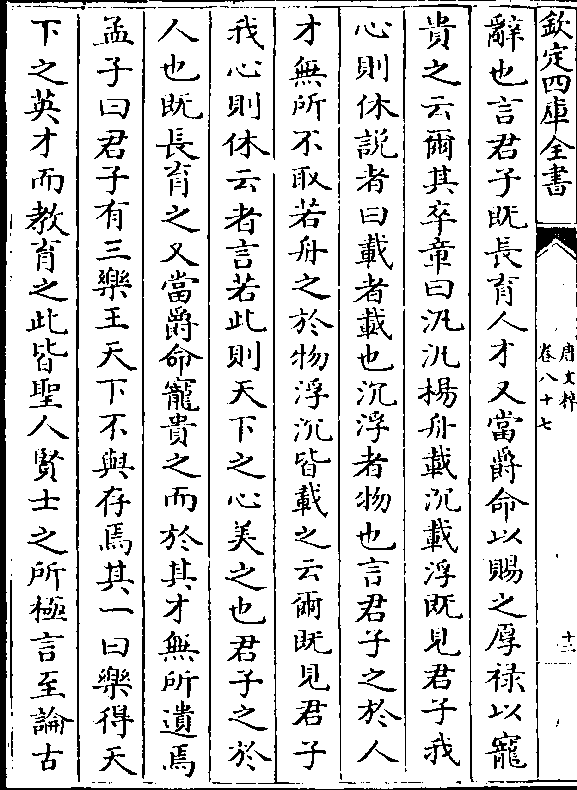 欽定四庫全書
唐文粹
卷八十七
十三
辭也言君子既長育人才又當爵命以賜之厚禄以寵
貴之云爾其卒章曰汎汎楊舟載沉載浮既見君子我
心則休説者曰載者載也沉浮者物也言君子之於人
才無所不取若舟之於物浮沉皆載之云爾既見君子
我心則休云者言若此則天下之心美之也君子之於
人也既長育之又當爵命寵貴之而於其才無所遺焉
孟子曰君子有三樂王天下不與存焉其一曰樂得天
下之英才而教育之此皆聖人賢士之所極言至論古